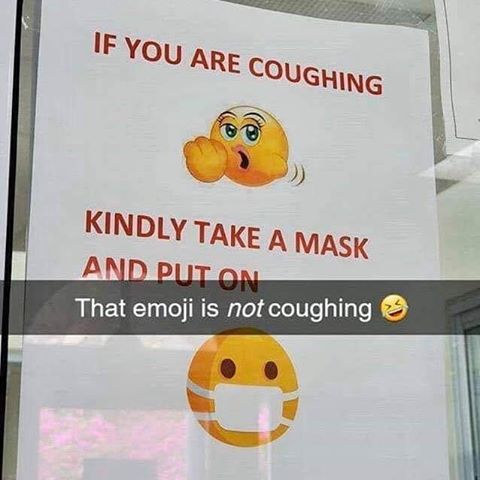 IF YOU ARE COUGHING
KINDLY TAKE A MASK
AND PUT ON
That emoji is not coughing 🤣